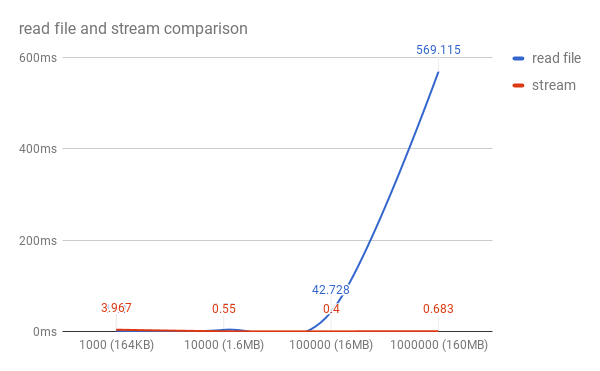 read file and stream comparison
569.115
600ms
read file
stream
400ms
200ms
42.728
3.967
0.55
0.4
0.683
0ms
1000 (164KB)
10000 (1.6MB)
100000 (16MB)
1000000 (160MB)